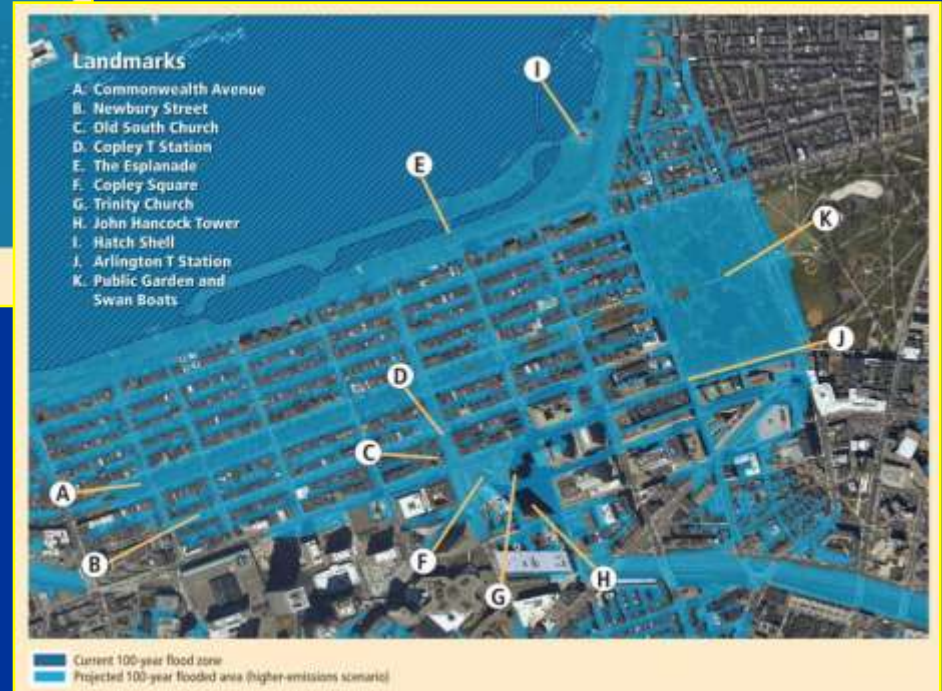 Landmarks
A. Commonwealth Avenue
B. Newbury Street
C. Old South Church
D. Copley T Station
E. The Esplanade
F. Copley Square
G. Trinity Church
H. John Hancock Tower
I. Hatch Shell
J. Arlington T Station
K. Public Garden and
Swan Boats
I
E
K
J
D
C
A
B
F
G
H
Current 100-year flood zone
Projected 100-year flooded area (higher-emissions scenario)